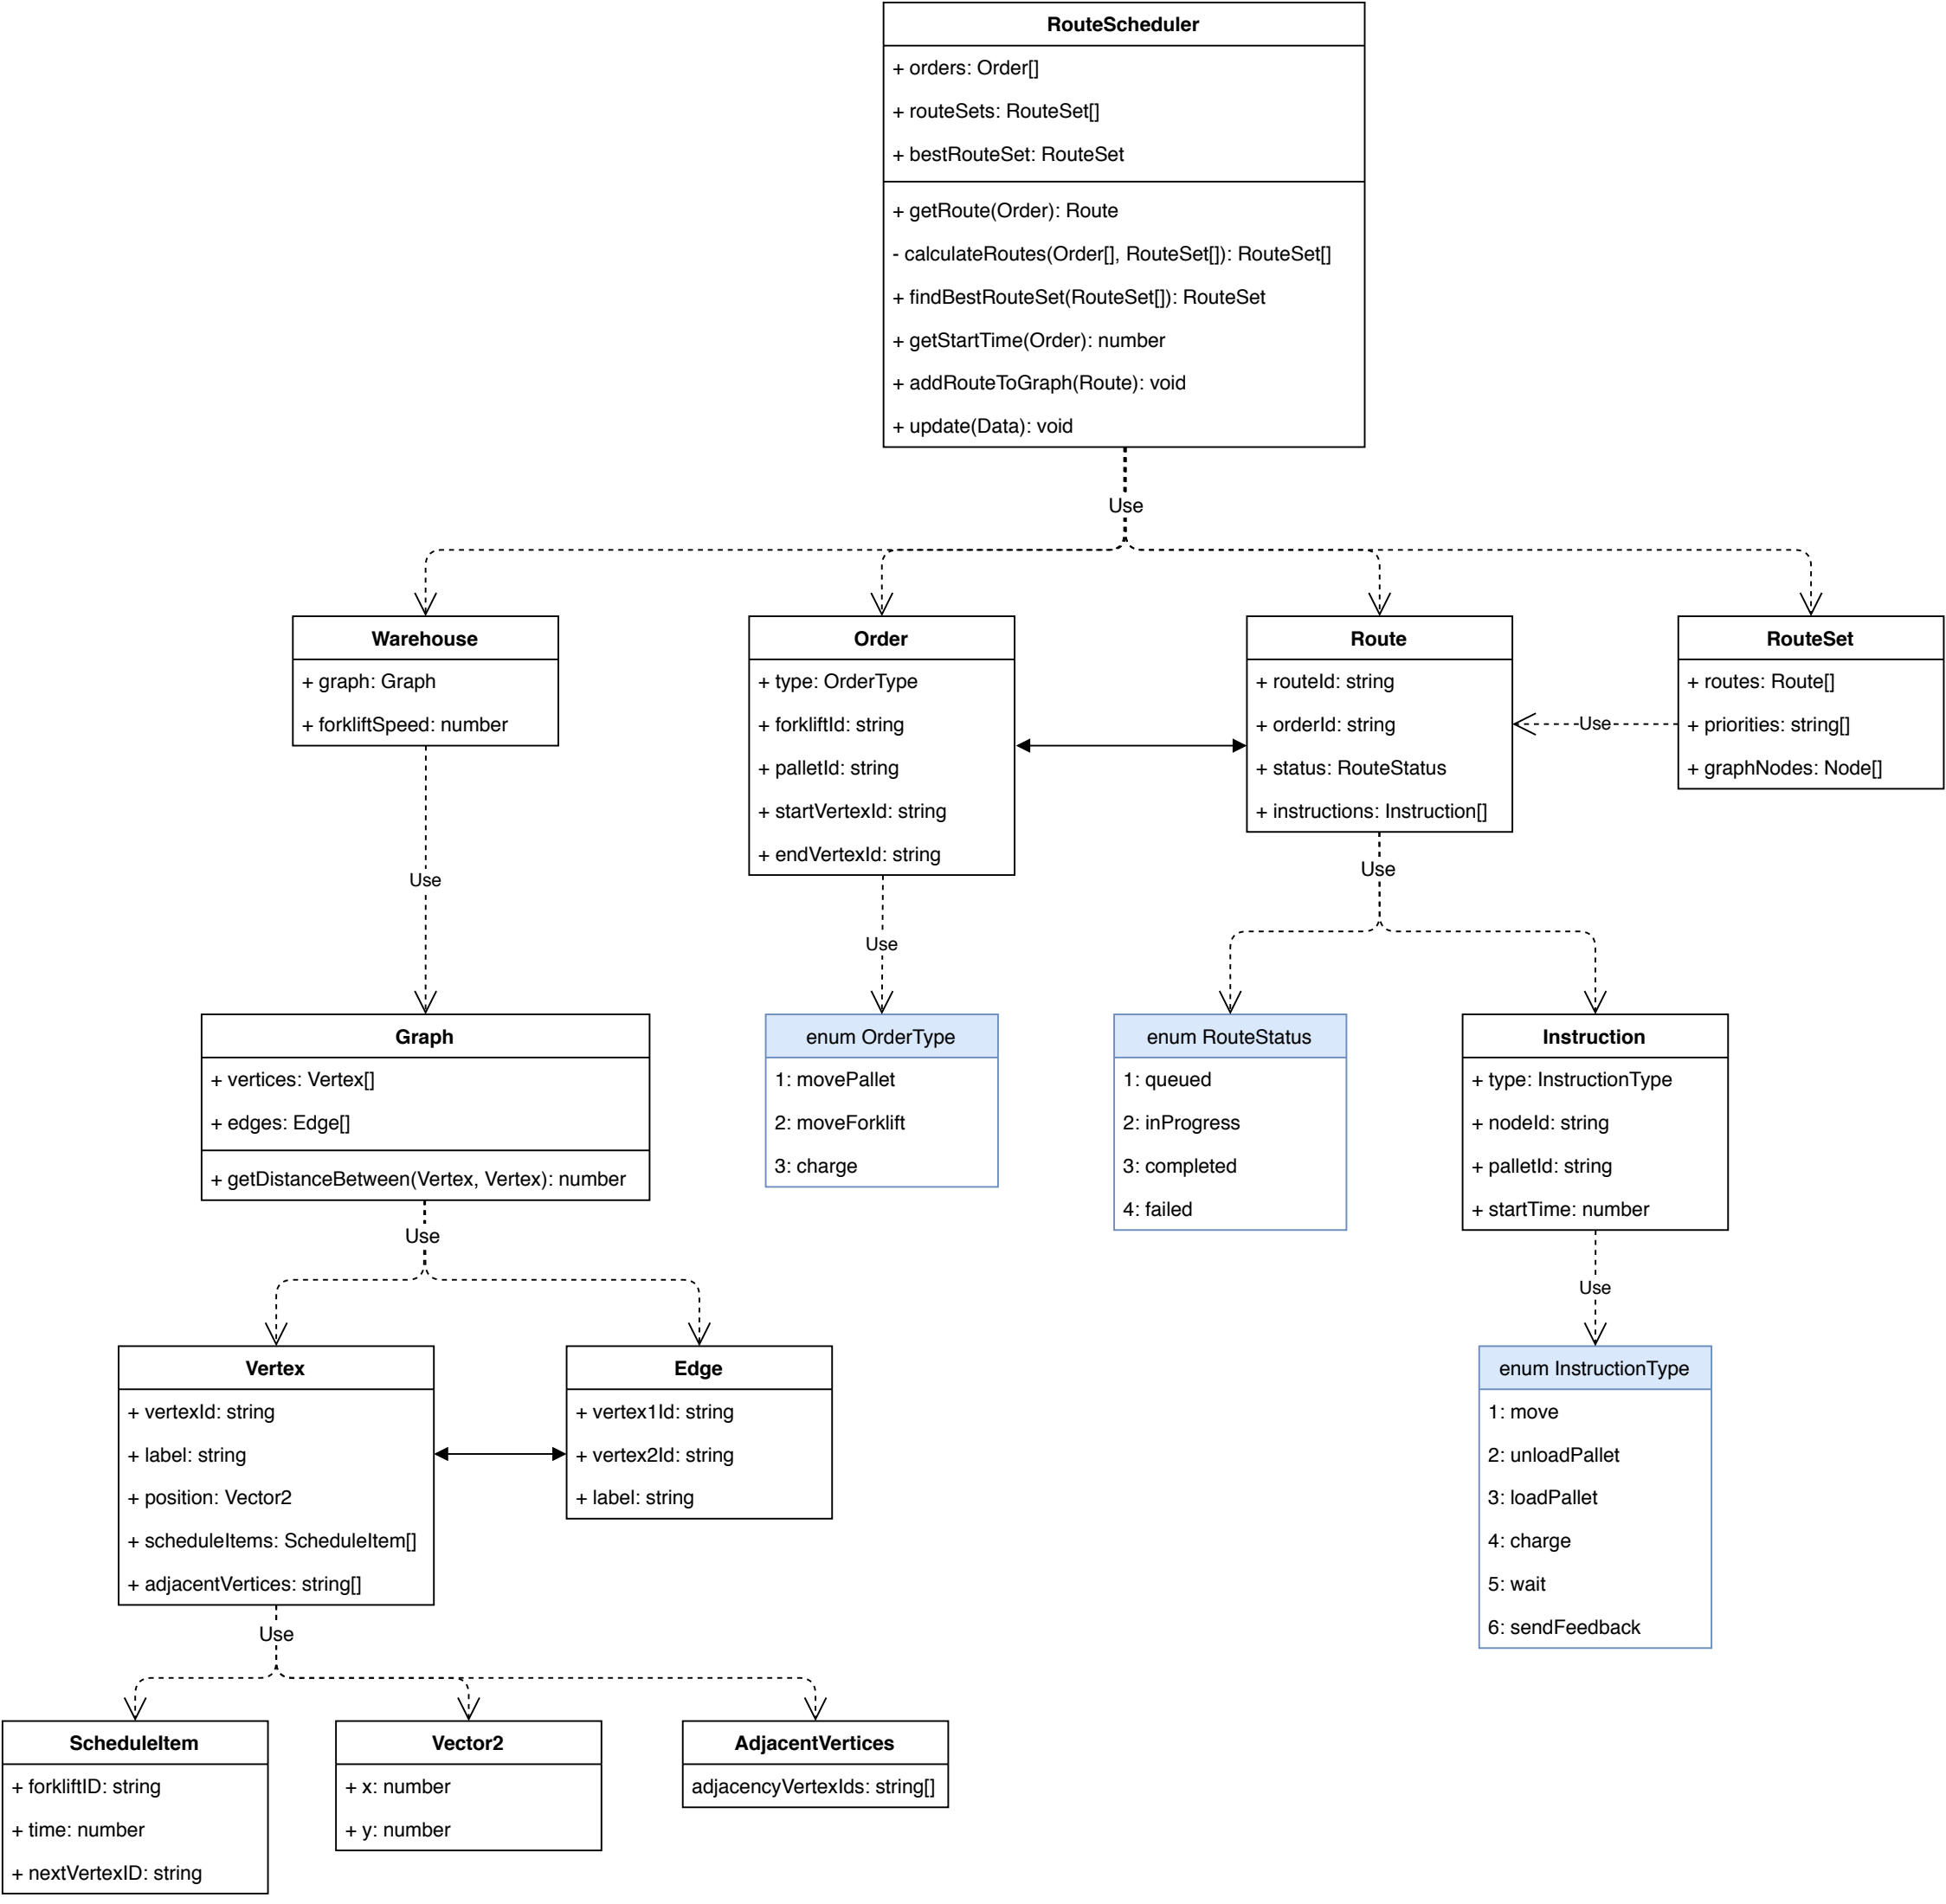 RouteScheduler
+ orders: Order[]
+ routeSets: RouteSet[]
+ bestRouteSet: RouteSet
+ getRoute(Order): Route
- calculateRoutes(Order[], RouteSet[]): RouteSet[]
+ findBestRouteSet(RouteSet[]): RouteSet
+ getStartTime(Order): number
+ addRouteToGraph(Route): void
+ update(Data): void
Use
Warehouse
+ graph: Graph
+ forkliftSpeed: number
Order
+ type: OrderType
+ forkliftId: string
+ palletId: string
+ startVertexId: string
+ endVertexId: string
Route
+ routeId: string
+ orderId: string
+ status: RouteStatus
+ instructions: Instruction[]
Use
RouteSet
+ routes: Route[]
+ priorities: string[]
+ graphNodes: Node[]
Use
Use
Use
Graph
+ vertices: Vertex[]
+ edges: Edge[]
+ getDistanceBetween(Vertex, Vertex): number
enum OrderType
1: movePallet
2: moveForklift
3: charge
enum RouteStatus
1: queued
2: inProgress
3: completed
4: failed
Instruction
+ type: InstructionType
+ nodeId: string
+ palletId: string
+ startTime: number
Use
Use
Vertex
+ vertexId: string
+ label: string
+ position: Vector2
+ scheduleItems: ScheduleItem[]
+ adjacentVertices: string[]
Edge
+ vertex1Id: string
+ vertex2Id: string
+ label: string
enum InstructionType
1: move
2: unloadPallet
3: loadPallet
4: charge
5: wait
6: sendFeedback
Use
ScheduleItem
+ forkliftID: string
+ time: number
+ nextVertexID: string
Vector2
+ x: number
+ y: number
AdjacentVertices
adjacencyVertexIds: string[]